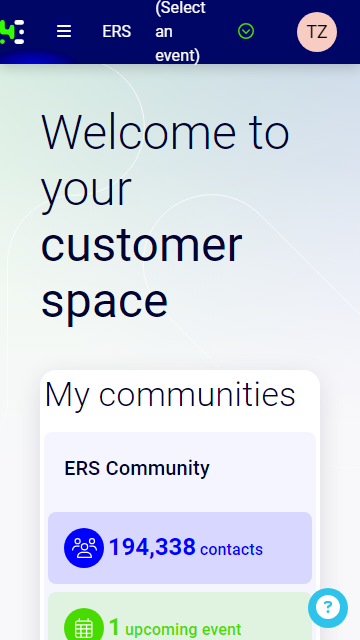 ERS
(Select
an
event)
TZ
Welcome to
your
customer
space
My communities
ERS Community
194,338 contacts
1 upcoming event
?